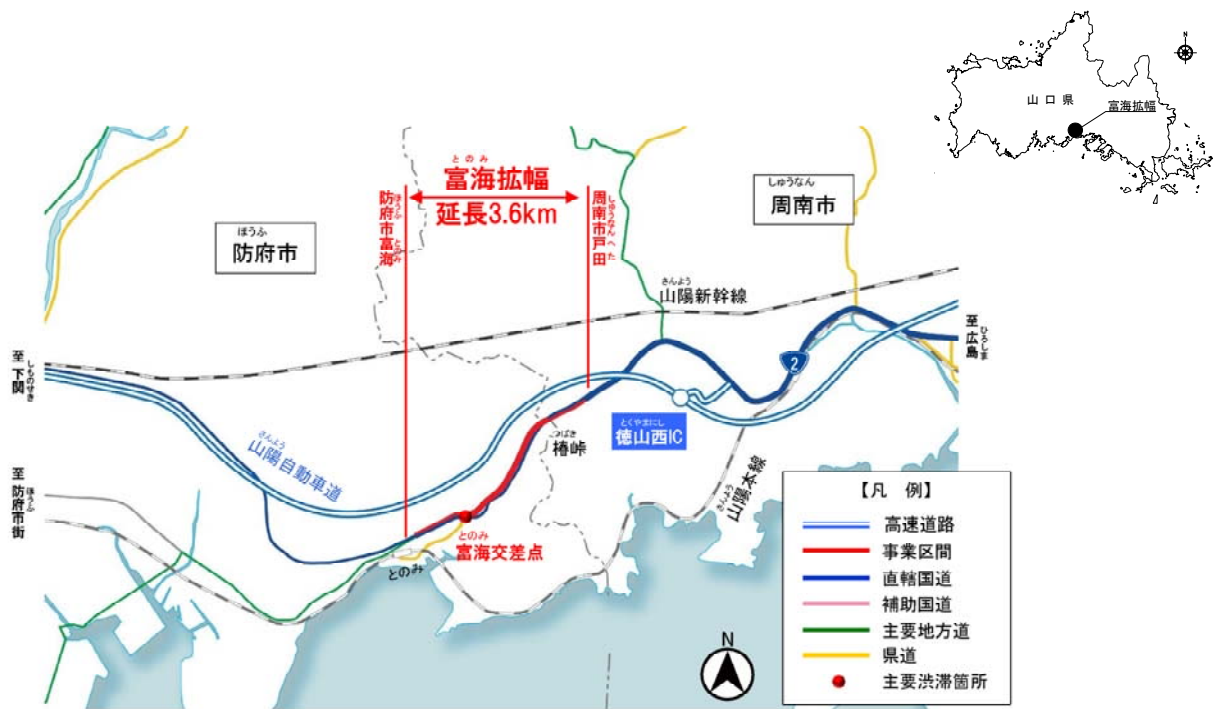 N
山口県
富海拡幅
とのみ
富海拡幅
延長3.6km
ほうふ とのみ
防府市富海
しゅうなん へた
周南市戸田
ほうふ
防府市
しゅうなん
周南市
さんよう
山陽新幹線
至 下関
しものせき
至 広島
ひろしま
2
とくやまにし
徳山西IC
つばき
椿峠
さんよう
山陽自動車道
至 防府市街
ほうふ
さんよう
山陽本線
とのみ
富海交差点
とのみ
N
【凡 例】
高速道路
事業区間
直轄国道
補助国道
主要地方道
県道
主要渋滞箇所